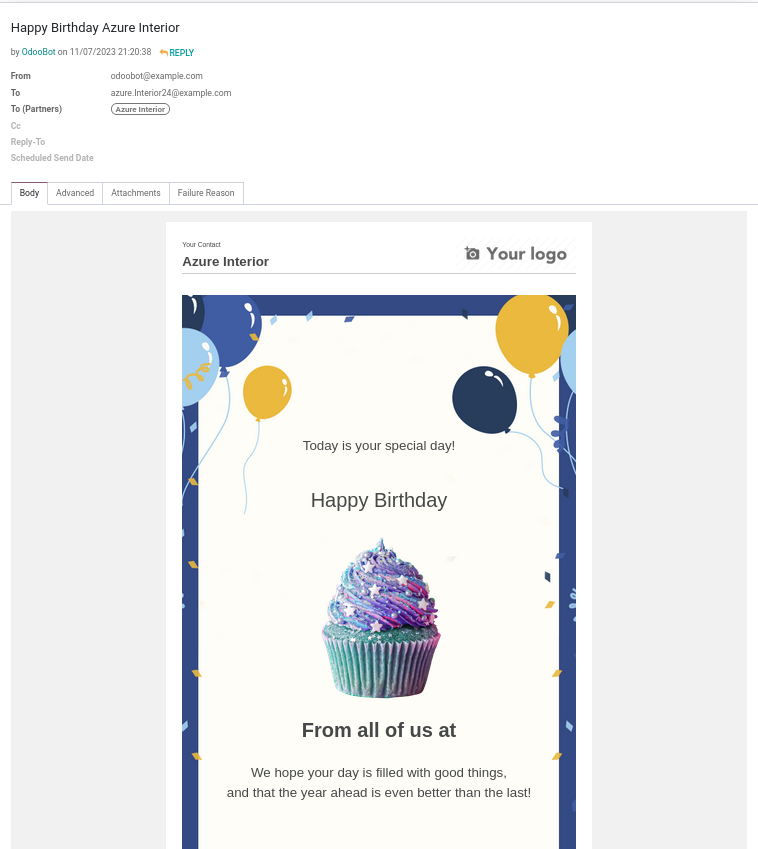 Happy Birthday Azure Interior
by OdooBot on 11/07/2023 21:20:38 REPLY
From odoobot@example.com
To azure.Interior24@example.com
To (Partners) Azure Interior
Cc
Reply-To
Scheduled Send Date
Body Advanced Attachments Failure Reason
Your Contact
Azure Interior
Your logo
Today is your special day!
Happy Birthday
From all of us at
We hope your day is filled with good things,
and that the year ahead is even better than the last!